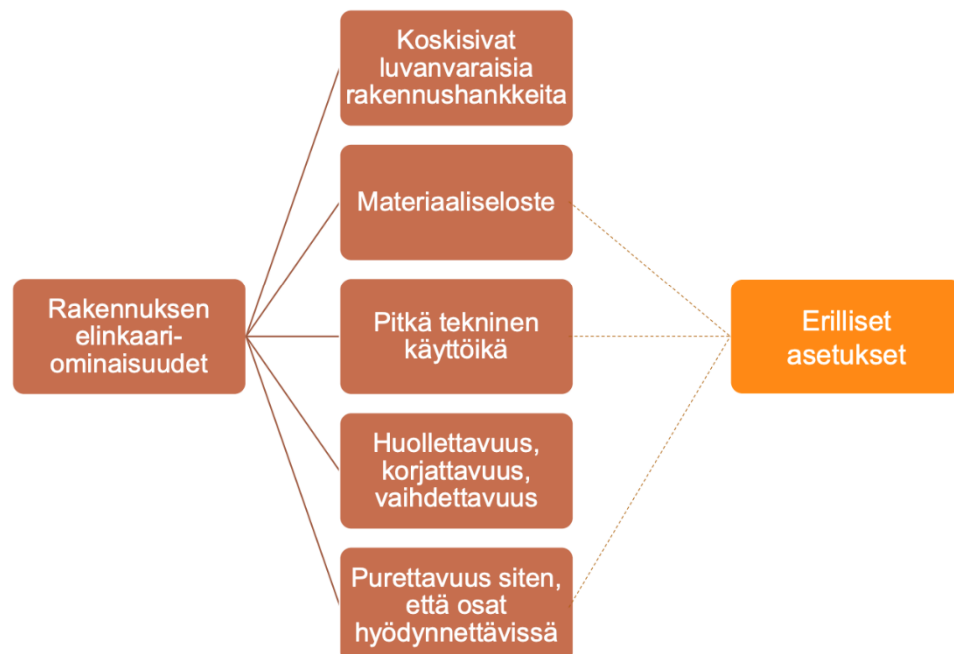 Koskisivat
luvanvaraisia
rakennushankkeita
Materiaaliseloste
Rakennuksen
elinkaari-
ominaisuudet
Pitkä tekninen
käyttöikä
Erilliset
asetukset
Huollettavuus,
korjattavuus,
vaihdettavuus
Purettavuus siten,
että osat
hyödynnettävissä